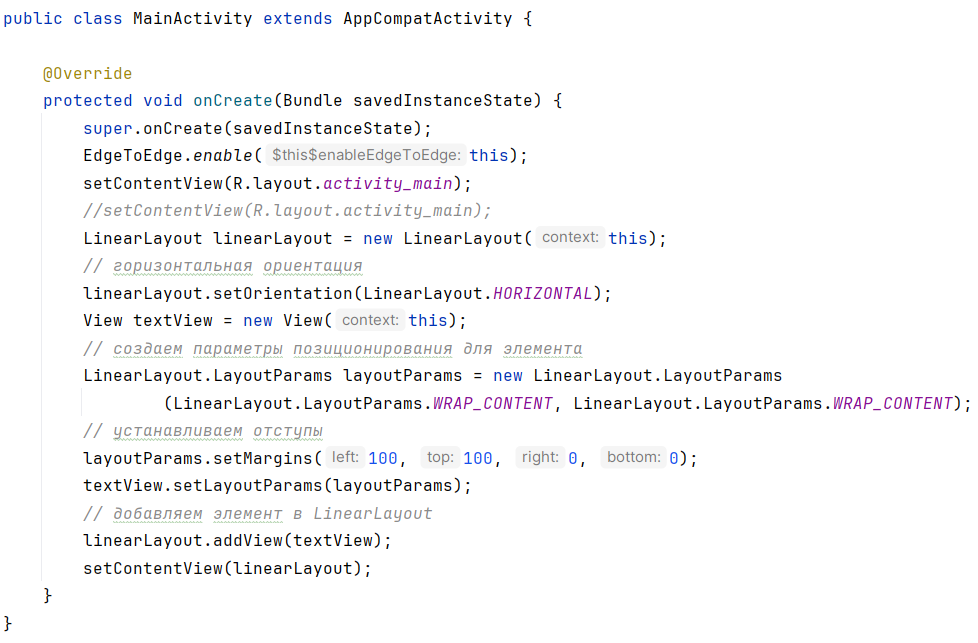 public class MainActivity extends AppCompatActivity {
@Override
protected void onCreate(Bundle savedInstanceState) {
super.onCreate(savedInstanceState);
EdgeToEdge.enable( $this$enableEdgeToEdge: this);
setContentView(R.layout.activity_main);
//setContentView(R.layout.activity_main);
LinearLayout linearLayout = new LinearLayout( context: this);
// горизонтальная ориентация
linearLayout.setOrientation(LinearLayout.HORIZONTAL);
View textView = new View( context: this);
// создаем параметры позиционирования для элемента
LinearLayout.LayoutParams layoutParams = new LinearLayout.LayoutParams
(LinearLayout.LayoutParams.WRAP_CONTENT, LinearLayout.LayoutParams.WRAP_CONTENT);
// устанавливаем отступы
layoutParams.setMargins( left: 100, top: 100, right: 0, bottom: 0);
textView.setLayoutParams(layoutParams);
// добавляем элемент в LinearLayout
linearLayout.addView(textView);
setContentView(linearLayout);
}
}